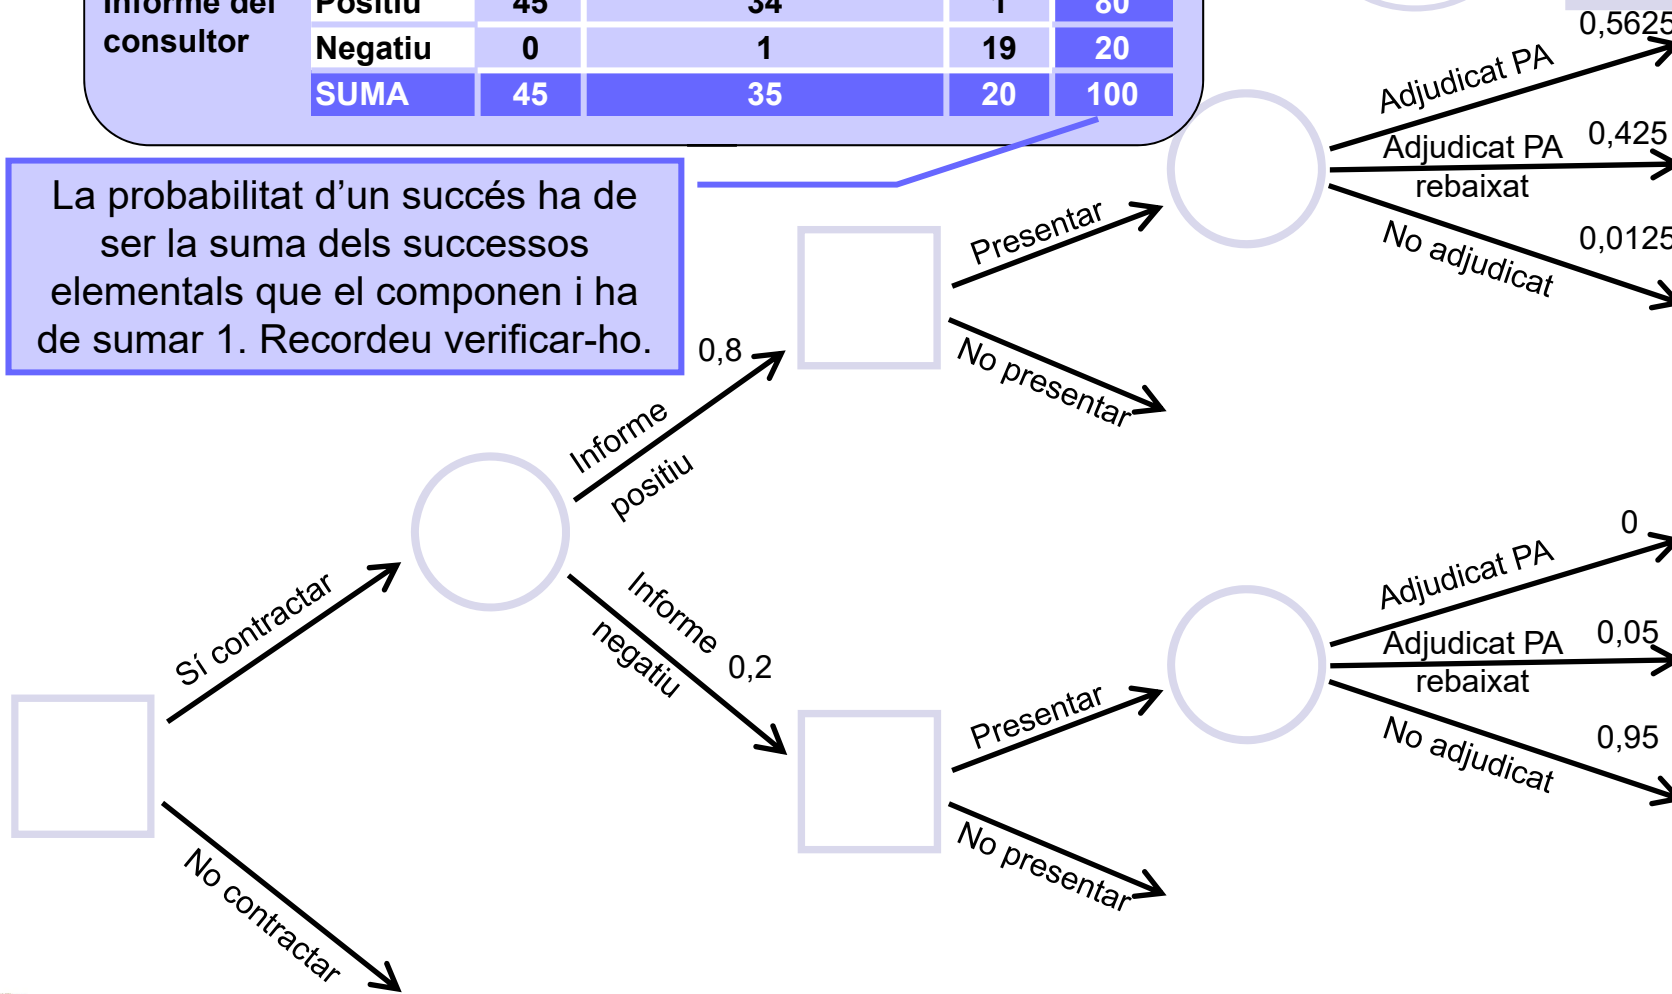 Informe del
consultor
Positiu 45 34 1 80
Negatiu 0 1 19 20
SUMA 45 35 20 100
La probabilitat d’un succés ha de
ser la suma dels successos
elementals que el componen i ha
de sumar 1. Recordeu verificar-ho.
Sí contractar
No contractar
Informe
positiu
0,8
Informe
negatiu
0,2
Presentar
No presentar
Adjudicat PA
0,5625
Adjudicat PA
rebaixat
0,425
No adjudicat
0,0125
Presentar
No presentar
Adjudicat PA
0
Adjudicat PA
rebaixat
0,05
No adjudicat
0,95